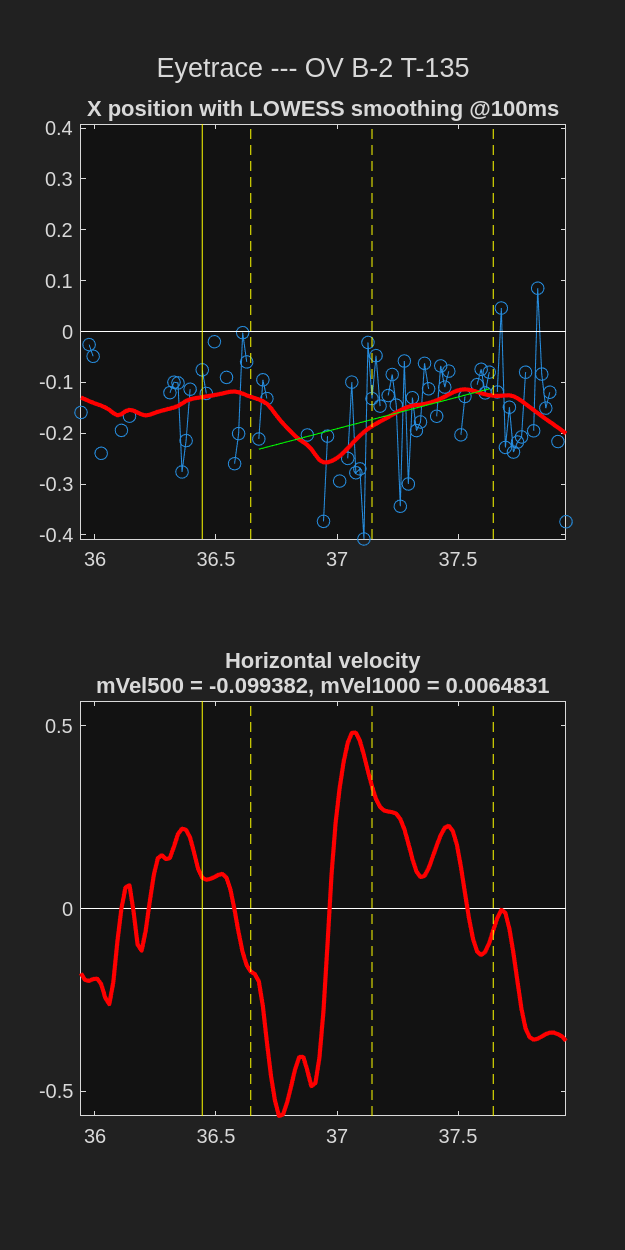 Eyetrace --- OV B-2 T-135
X position with LOWESS smoothing @100ms
0.4
0.3
0.2
0.1
0
-0.1
-0.2
-0.3
-0.4
36 36.5 37 37.5
Horizontal velocity
mVel500 = -0.099382, mVel1000 = 0.0064831
0.5
0
-0.5
36 36.5 37 37.5